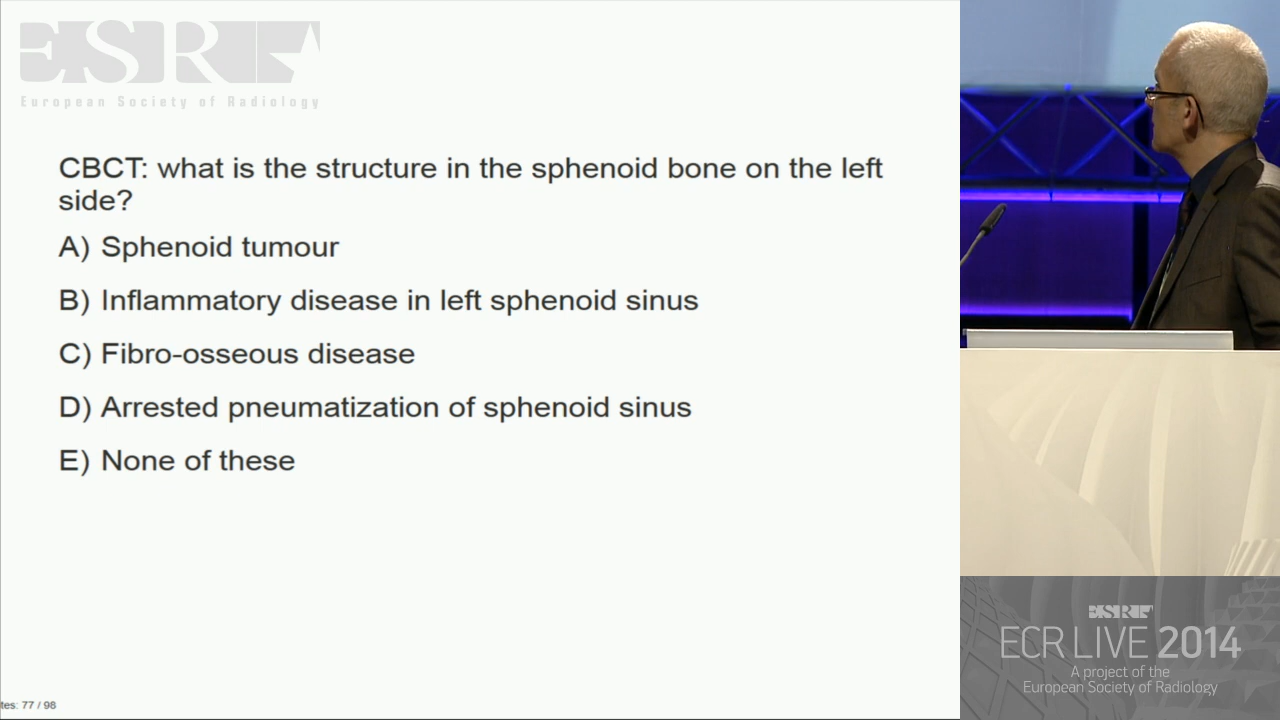 ESR
European Society of Radiology
CBCT: what is the structure in the sphenoid bone on the left
side?
A) Sphenoid tumour
B) Inflammatory disease in left sphenoid sinus
C) Fibro-osseous disease
D) Arrested pneumatization of sphenoid sinus
E) None of these
tes: 77 / 98
ESR
ECR LIVE 2014
A project of the
European Society of Radiology